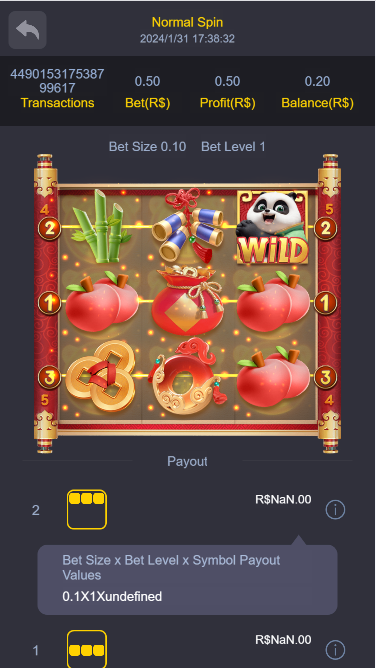 Normal Spin
2024/1/31 17:38:32
4490153175387
99617
Transactions
0.50
Bet(R$)
0.50
Profit(R$)
0.20
Balance(R$)
Bet Size 0.10 Bet Level 1
4 5
2 2
WILD
1 1
3 3
5 4
Payout
2 R$NaN.00
Bet Size x Bet Level x Symbol Payout
Values
0.1X1Xundefined
1 R$NaN.00